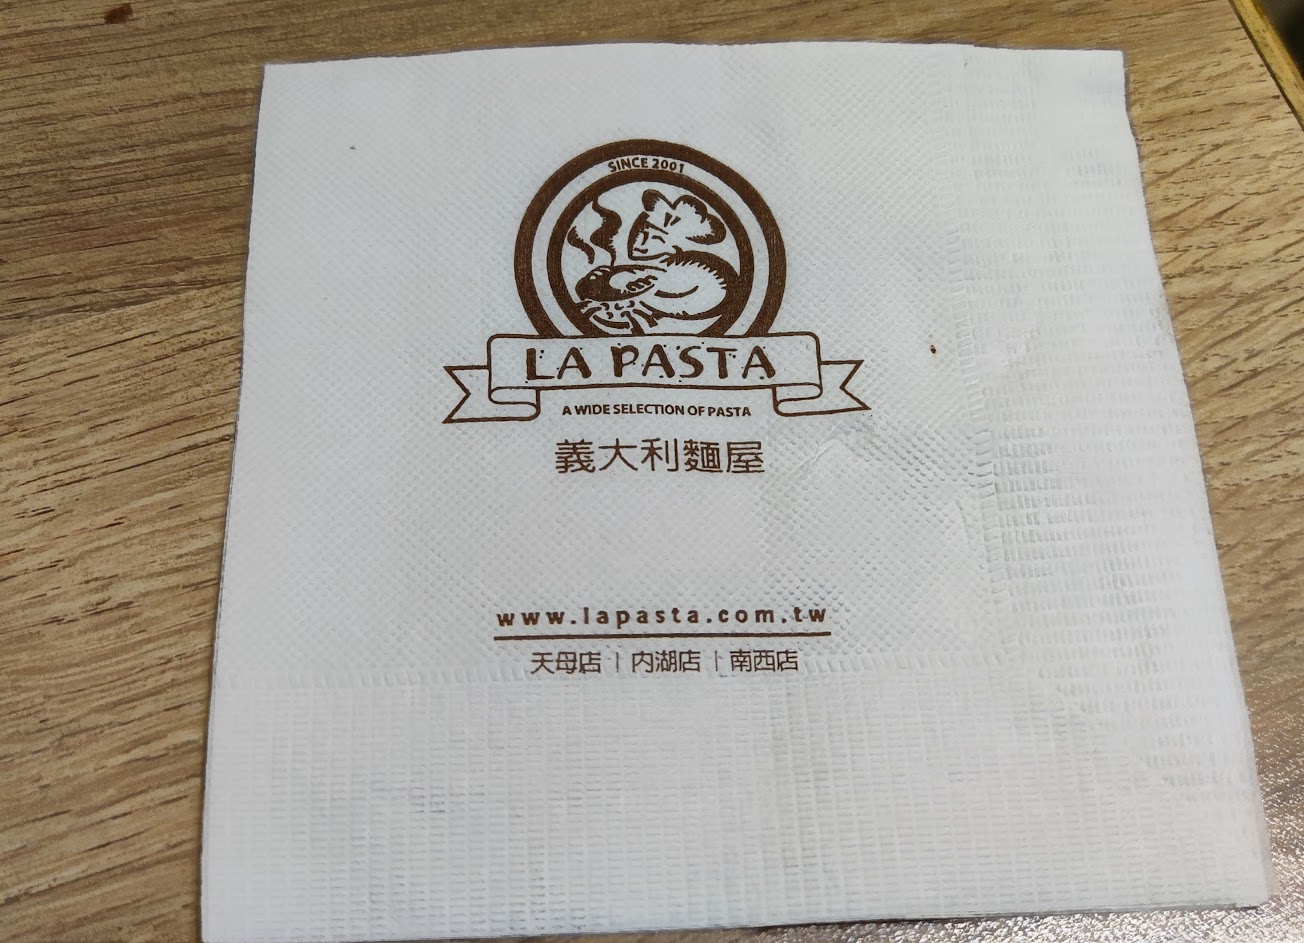 SINCE 2001
LA PASTA
A WIDE SELECTION OF PASTA
義大利麵屋
www.lapasta.com.tw
天母店 | 內湖店 | 南西店